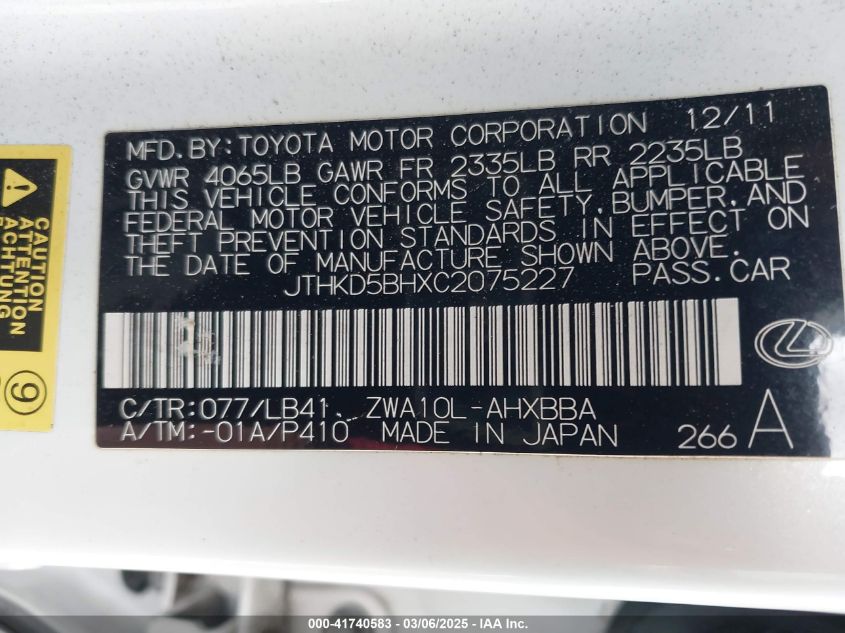 MFD.BY:TOYOTA MOTOR CORPORATION 12/11
GVWR 4065LB GAWR FR 2335LB RR 2235LB
THIS VEHICLE CONFORMS TO ALL APPLICABLE
FEDERAL MOTOR VEHICLE SAFETY,BUMPER,AND
THEFT PREVENTION STANDARDS IN EFFECT ON
THE DATE OF MANUFACTURE SHOWN ABOVE.
JTHKD5BHXC2075227 PASS.CAR
C/TR:077/LB41 ZWA10L-AHXBBA
A/TM:-01A/P410 MADE IN JAPAN 266 A
CAUTION
ATTENTION
ACHTUNG
9
000-41740583 / 03/06/2025 - IAA Inc.